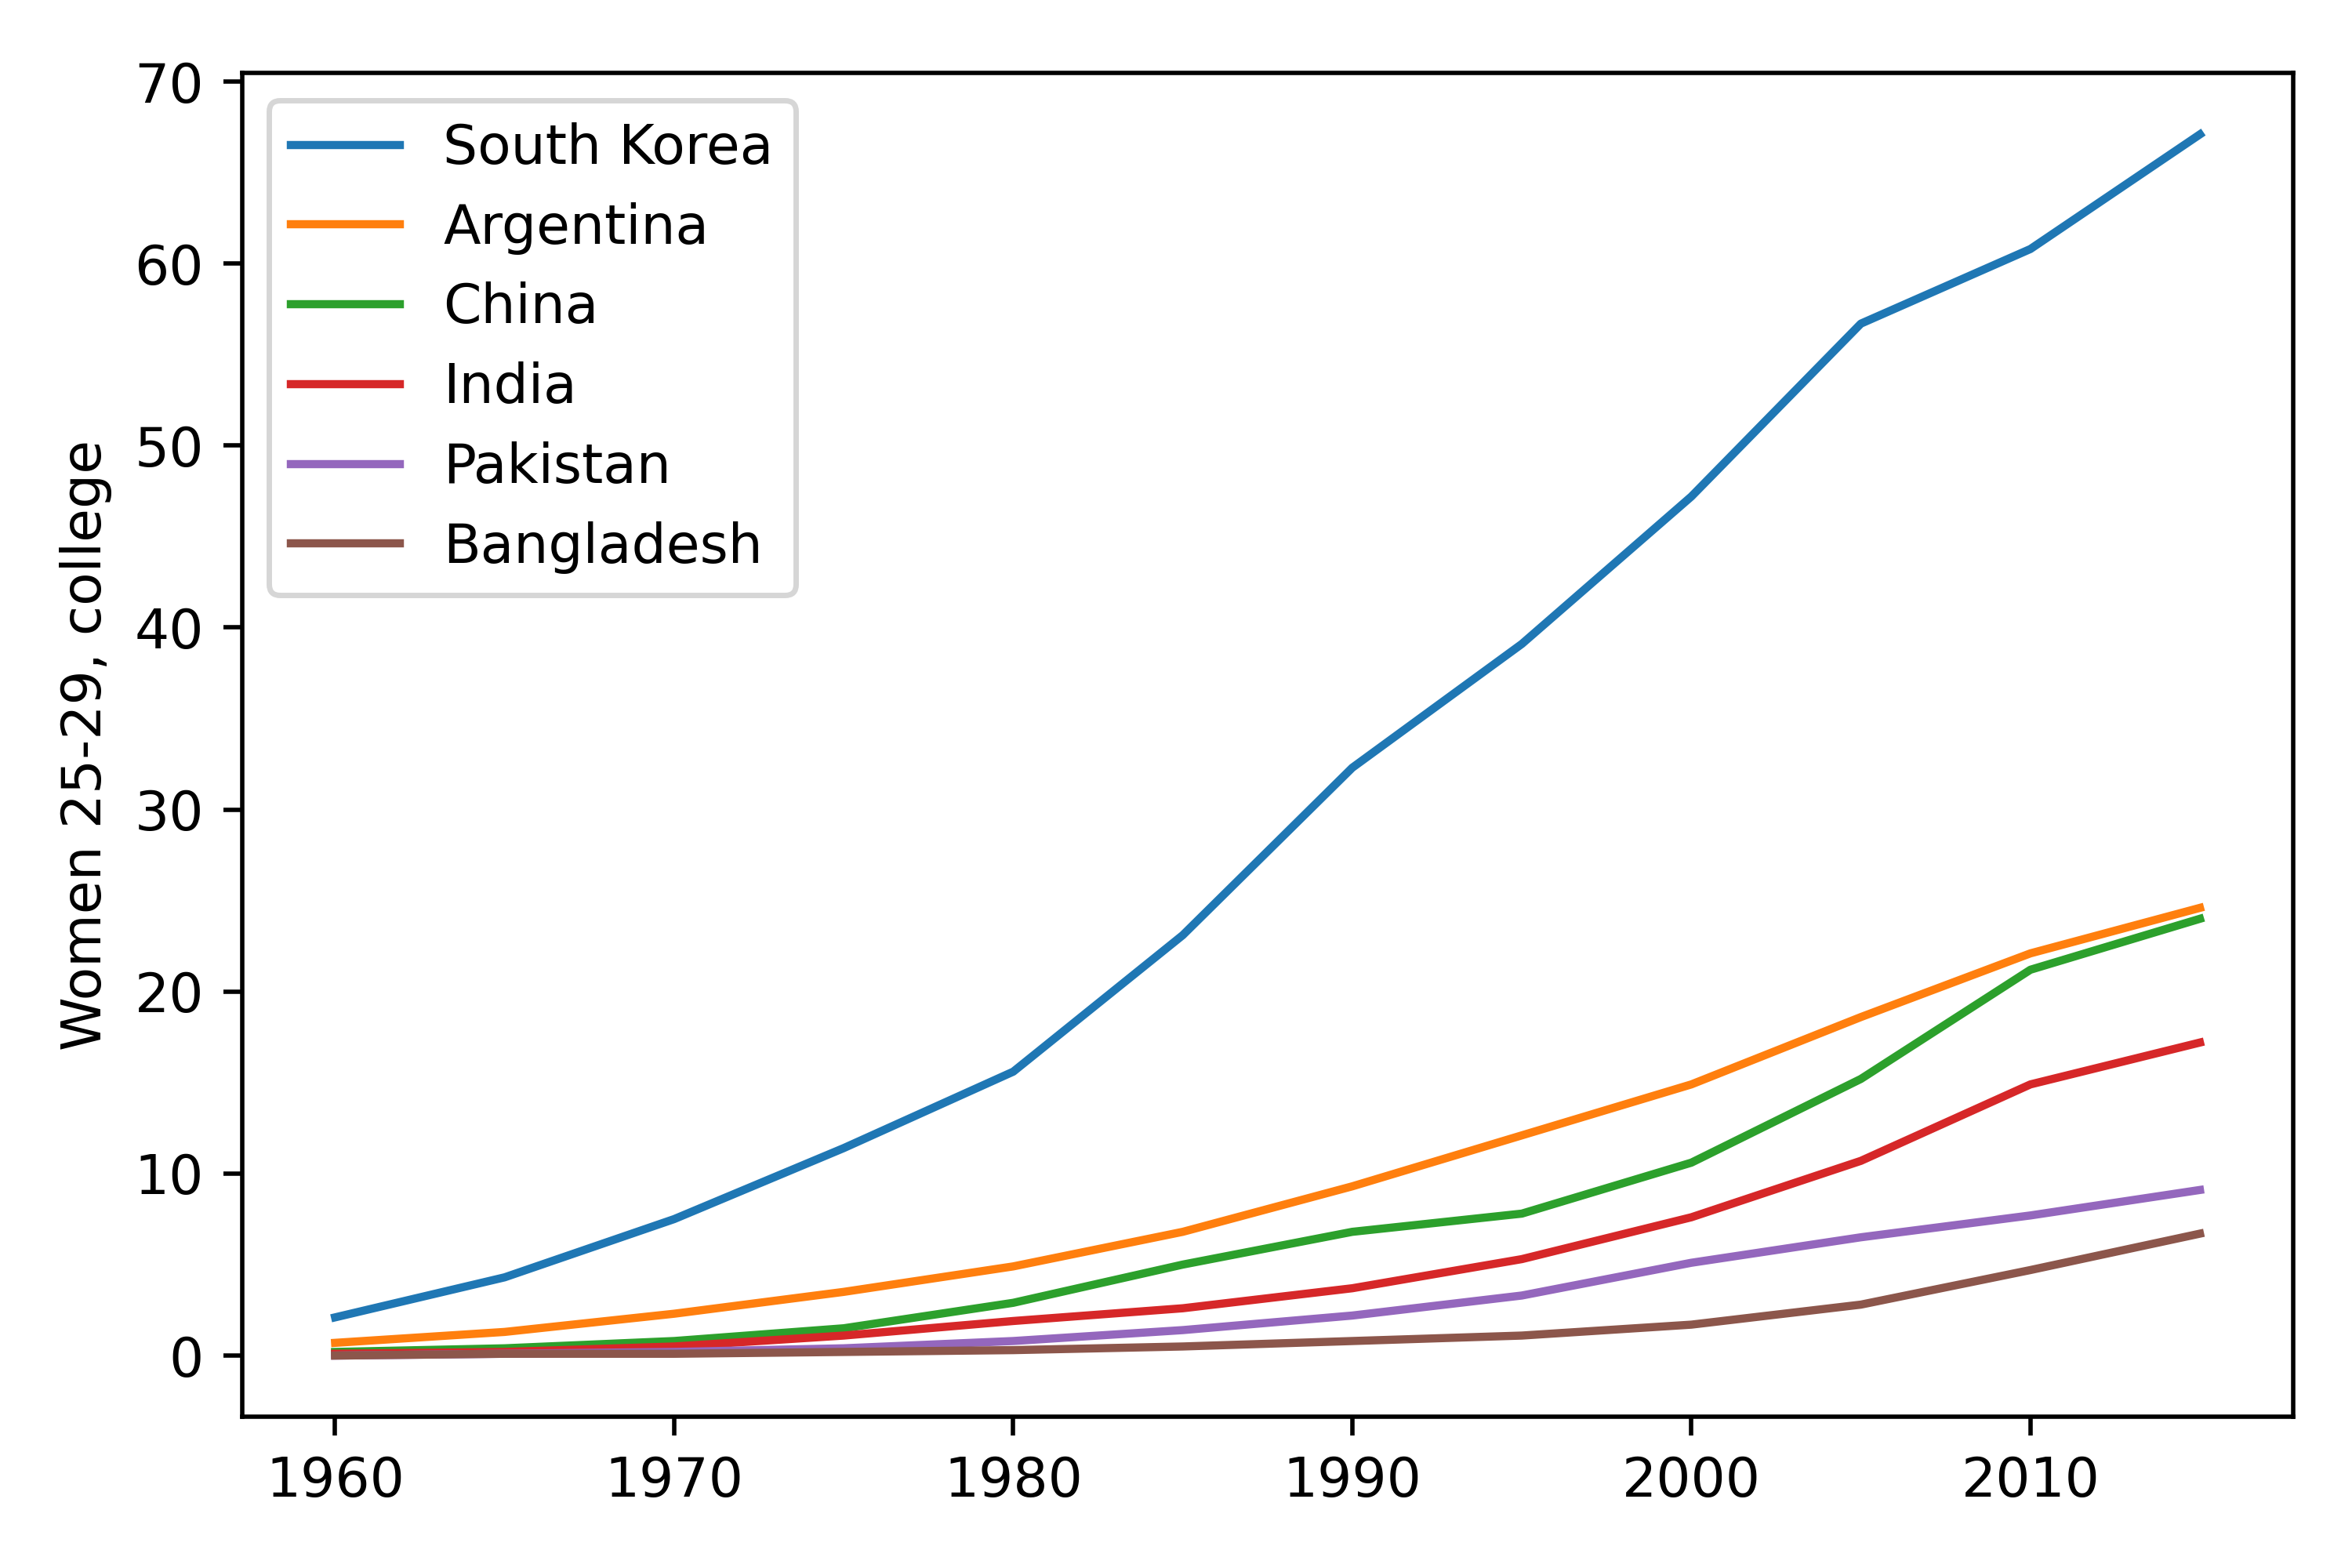 Women 25-29, college
70
60
50
40
30
20
10
0
South Korea
Argentina
China
India
Pakistan
Bangladesh
1960 1970 1980 1990 2000 2010